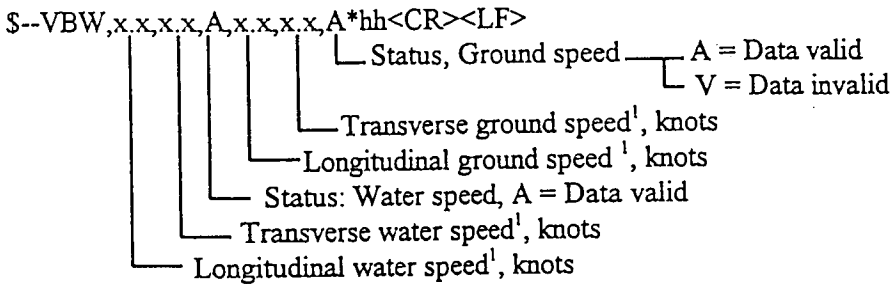 $--VBW,x.x,x.x,A,x.x,x.x,A*hh<CR><LF>
Status, Ground speed A = Data valid
V = Data invalid
Transverse ground speed¹, knots
Longitudinal ground speed ¹, knots
Status: Water speed, A = Data valid
Transverse water speed¹, knots
Longitudinal water speed¹, knots